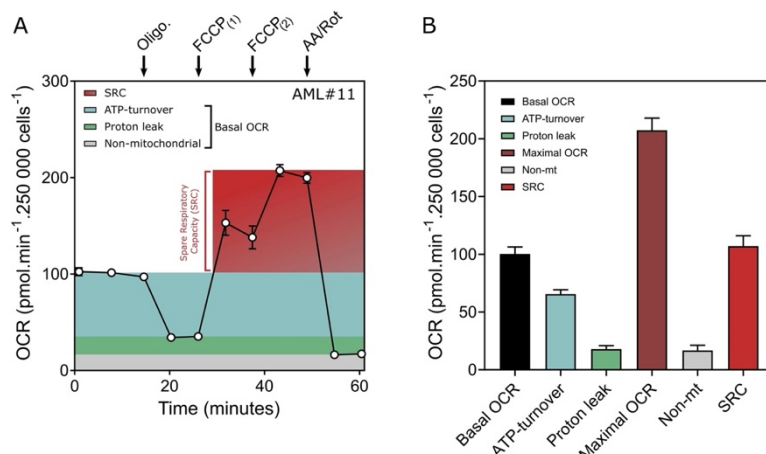 A
Oligo.
FCCP(1)
FCCP(2)
AA/Rot
OCR (pmol.min⁻¹.250 000 cells⁻¹)
300
200
100
0
AML#11
SRC
ATP-turnover
Proton leak
Non-mitochondrial
Basal OCR
Spare Respiratory
Capacity (SRC)
0
20
40
60
Time (minutes)
B
OCR (pmol.min⁻¹.250 000 cells⁻¹)
250
200
150
100
50
0
Basal OCR
ATP-turnover
Proton leak
Maximal OCR
Non-mt
SRC
Basal OCR
ATP-turnover
Proton leak
Maximal OCR
Non-mt
SRC